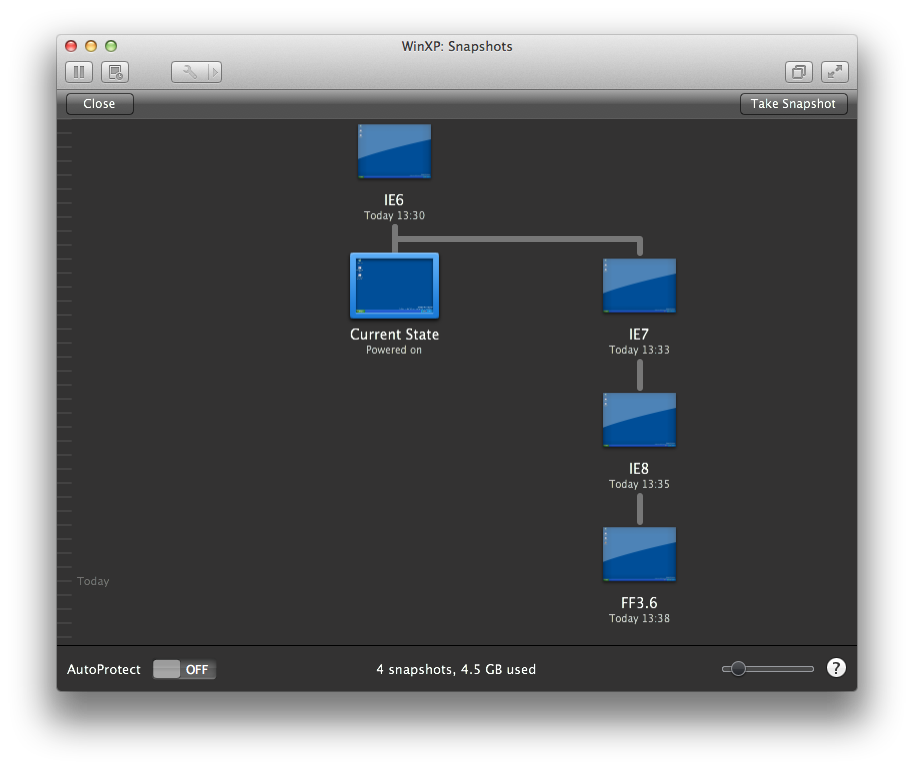 WinXP: Snapshots
Close
Take Snapshot
IE6
Today 13:30
Current State
Powered on
IE7
Today 13:33
IE8
Today 13:35
FF3.6
Today 13:38
Today
AutoProtect
OFF
4 snapshots, 4.5 GB used
?